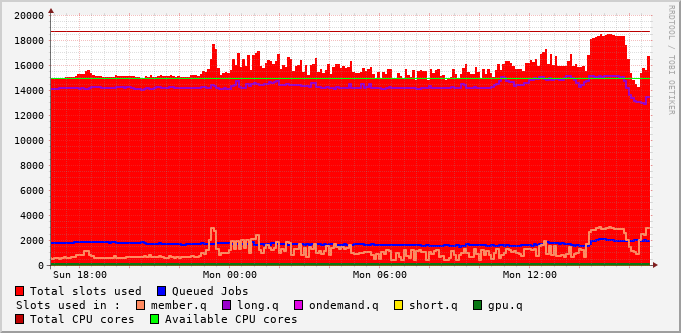 20000
18000
16000
14000
12000
10000
8000
6000
4000
2000
0
Sun 18:00 Mon 00:00 Mon 06:00 Mon 12:00
RRDTOOL / TOBI OETIKER
Total slots used Queued Jobs
Slots used in : member.q long.q ondemand.q short.q gpu.q
Total CPU cores Available CPU cores